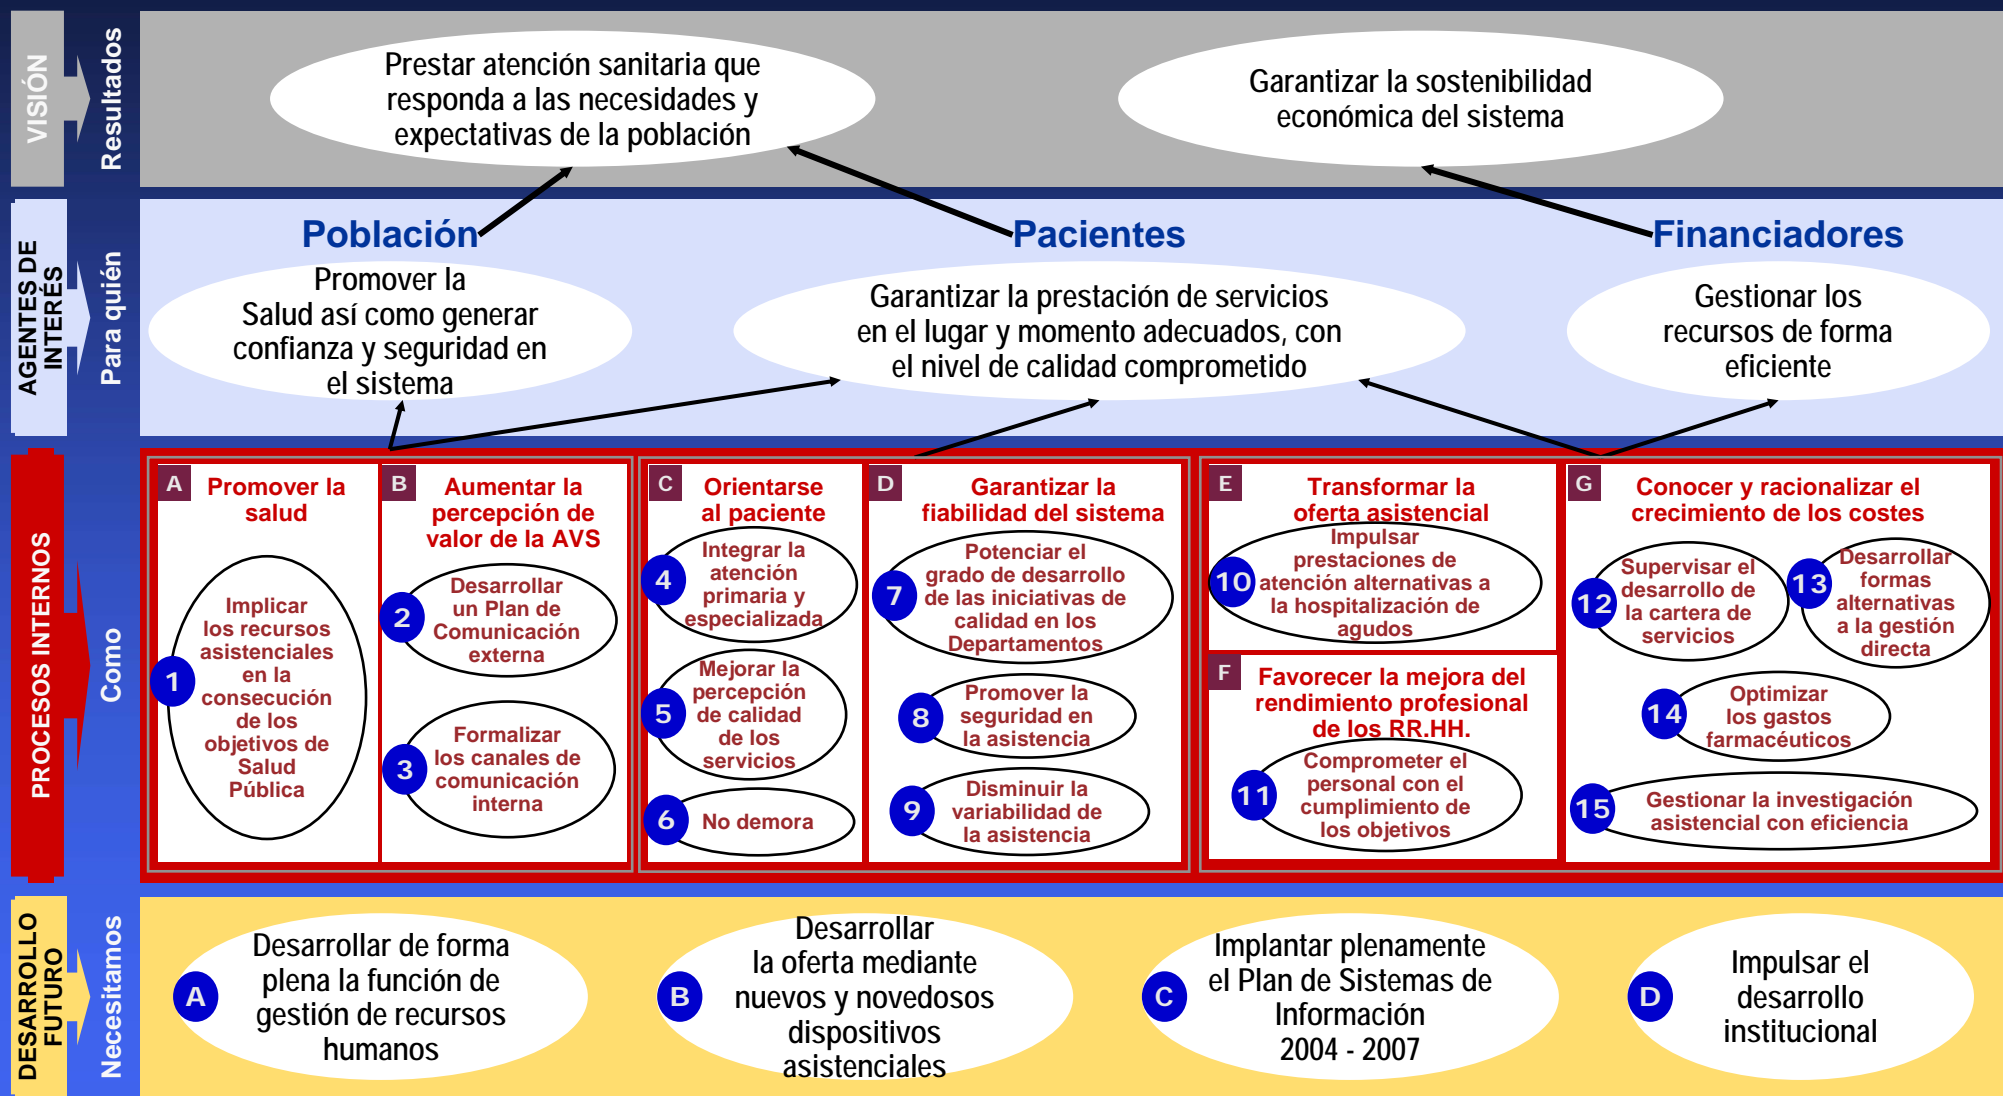 VISIÓN
Resultados
Prestar atención sanitaria que
responda a las necesidades y
expectativas de la población
Garantizar la sostenibilidad
económica del sistema
AGENTES DE
INTERÉS
Para quién
Población
Pacientes
Financiadores
Promover la
Salud así como generar
confianza y seguridad en
el sistema
Garantizar la prestación de servicios
en el lugar y momento adecuados, con
el nivel de calidad comprometido
Gestionar los
recursos de forma
eficiente
PROCESOS INTERNOS
Como
A
Promover la
salud
1
Implicar
los recursos
asistenciales
en la
consecución
de los
objetivos de
Salud
Pública
B
Aumentar la
percepción de
valor de la AVS
2
Desarrollar
un Plan de
Comunicación
externa
3
Formalizar
los canales de
comunicación
interna
C
Orientarse
al paciente
4
Integrar la
atención
primaria y
especializada
5
Mejorar la
percepción
de calidad
de los
servicios
6
No demora
D
Garantizar la
fiabilidad del sistema
7
Potenciar el
grado de desarrollo
de las iniciativas de
calidad en los
Departamentos
8
Promover la
seguridad en
la asistencia
9
Disminuir la
variabilidad de
la asistencia
E
Transformar la
oferta asistencial
10
Impulsar
prestaciones de
atención alternativas a
la hospitalización de
agudos
F
Favorecer la mejora del
rendimiento profesional
de los RR.HH.
11
Comprometer el
personal con el
cumplimiento de
los objetivos
G
Conocer y racionalizar el
crecimiento de los costes
12
Supervisar el
desarrollo de
la cartera de
servicios
13
Desarrollar
formas
alternativas
a la gestión
directa
14
Optimizar
los gastos
farmacéuticos
15
Gestionar la investigación
asistencial con eficiencia
DESARROLLO
FUTURO
Necesitamos
A
Desarrollar de forma
plena la función de
gestión de recursos
humanos
B
Desarrollar
la oferta mediante
nuevos y novedosos
dispositivos
asistenciales
C
Implantar plenamente
el Plan de Sistemas de
Información
2004 - 2007
D
Impulsar el
desarrollo
institucional